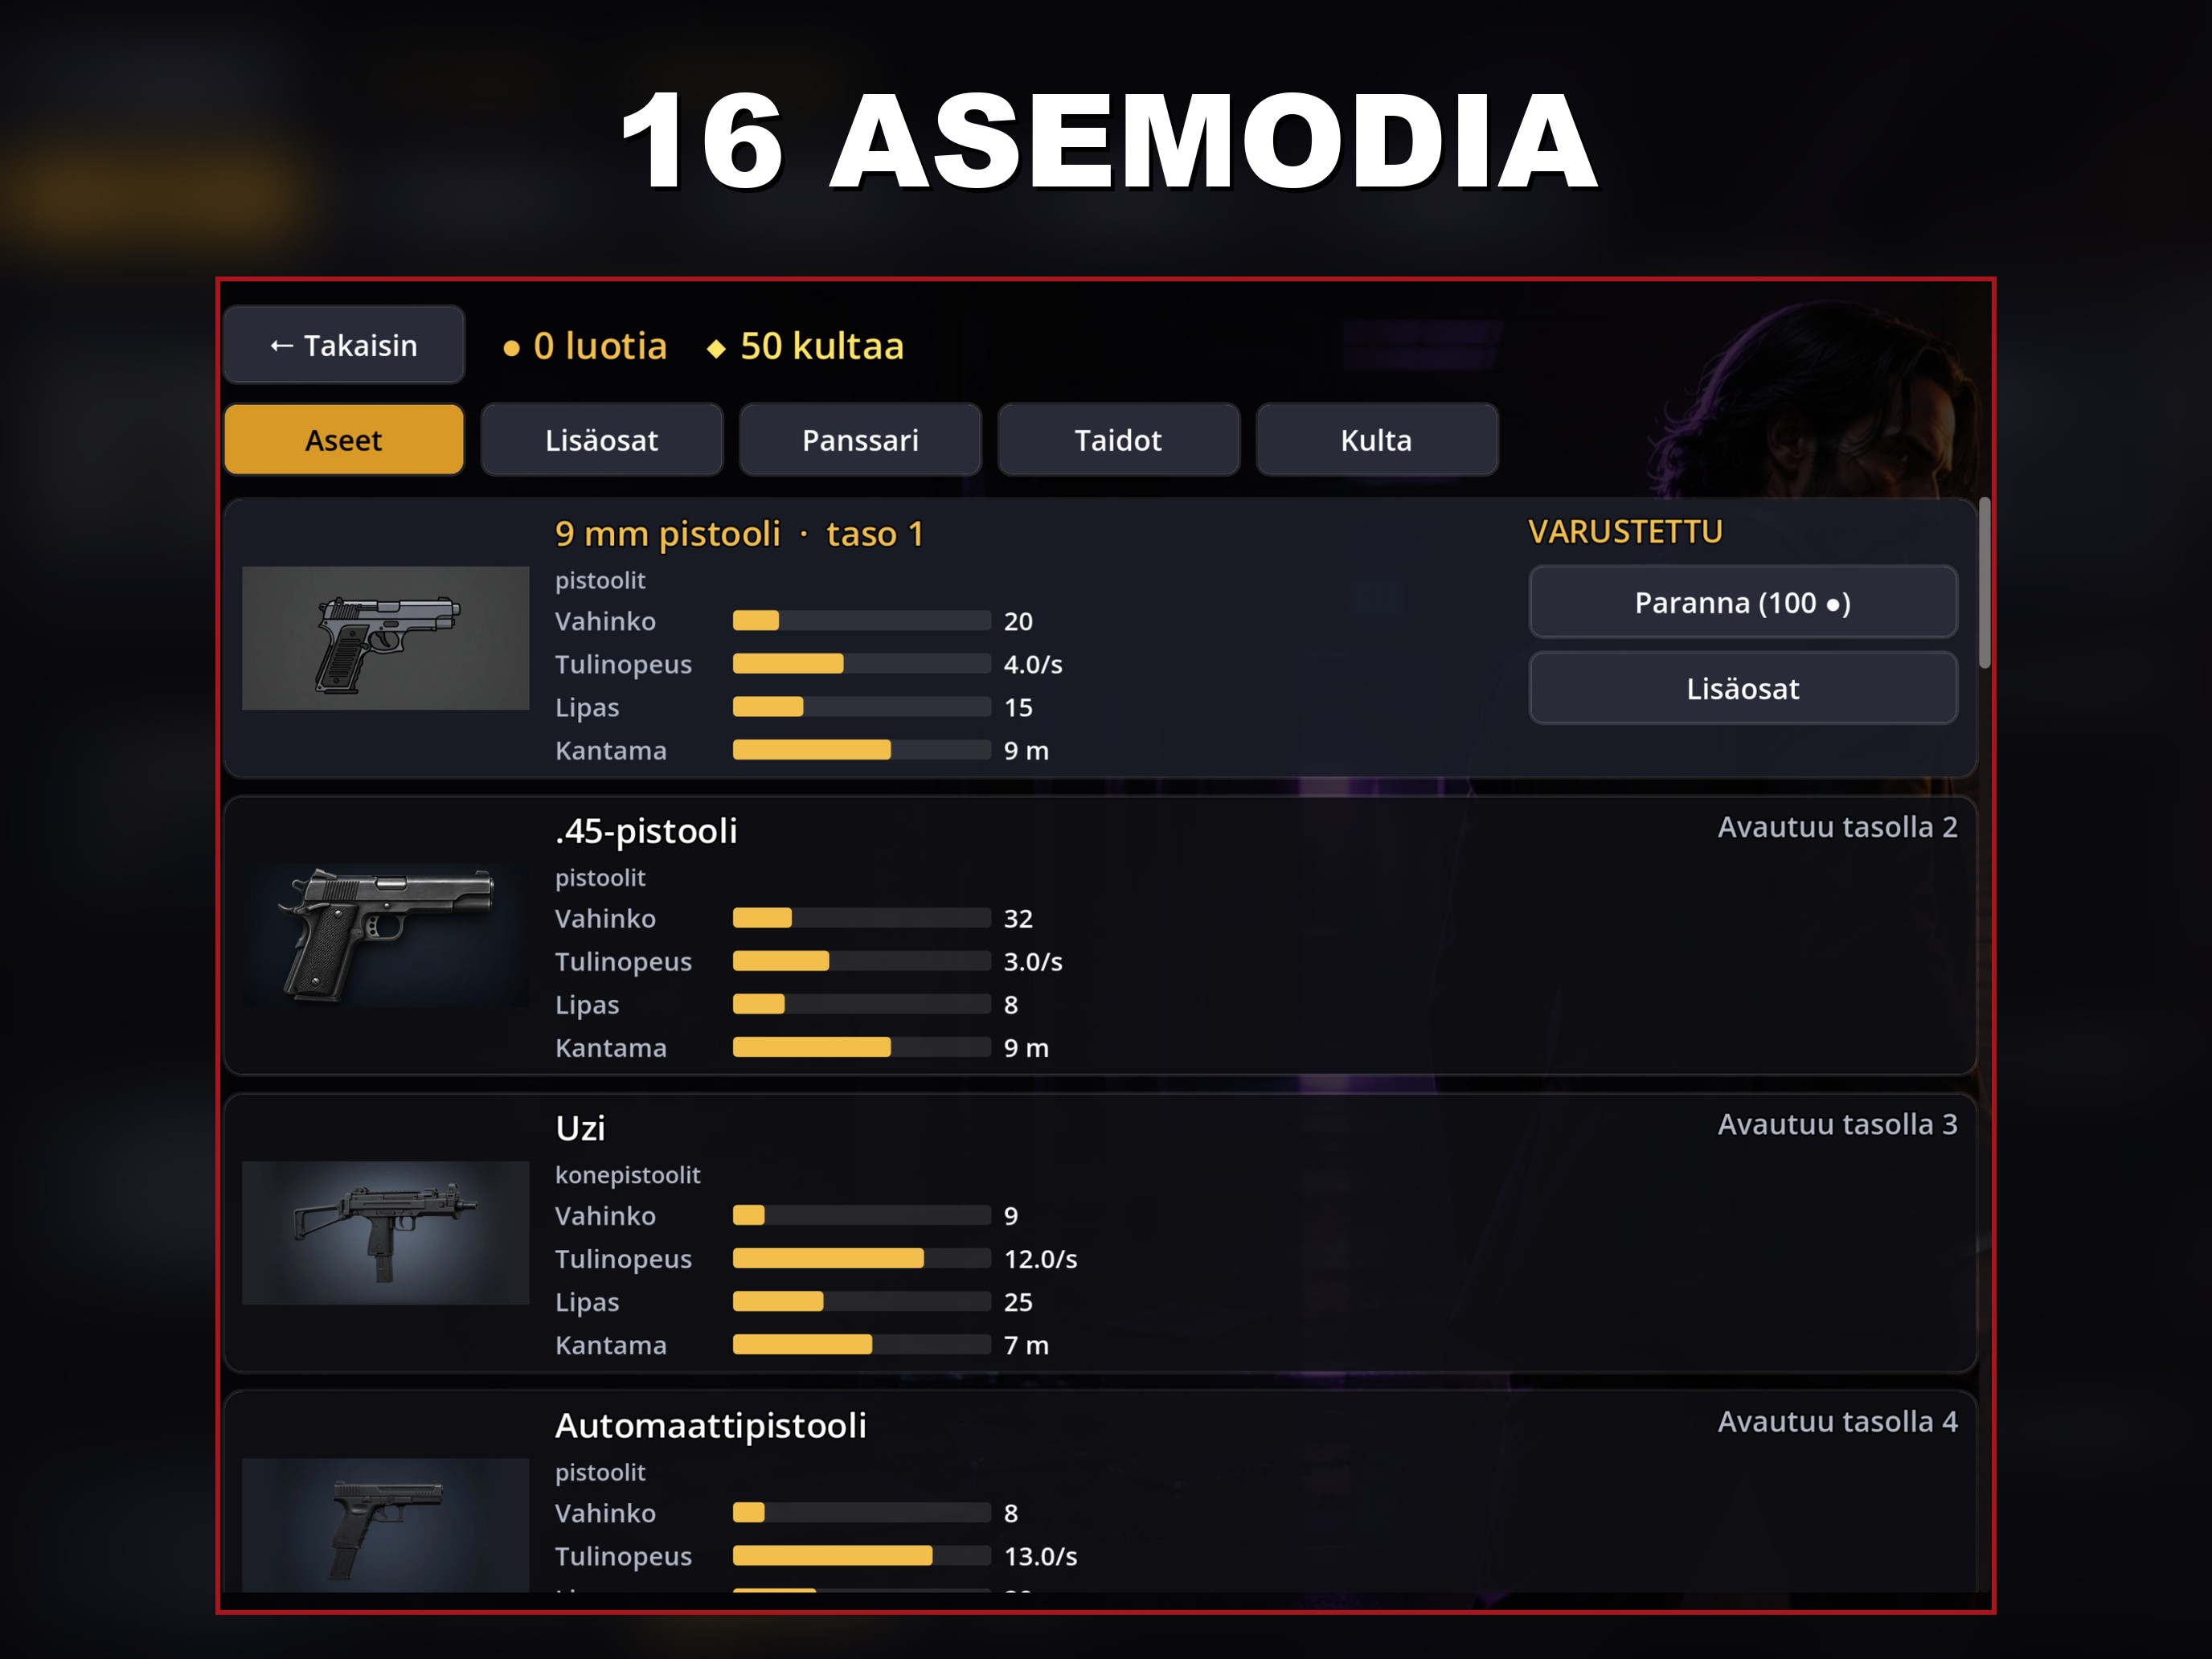 16 ASEMODIA
← Takaisin ● 0 luotia ◆ 50 kultaa
Aseet Lisäosat Panssari Taidot Kulta
9 mm pistooli · taso 1
VARUSTETTU
pistoolit
Paranna (100 ●)
Vahinko 20
Tulinopeus 4.0/s
Lisäosat
Lipas 15
Kantama 9 m
.45-pistooli
Avautuu tasolla 2
pistoolit
Vahinko 32
Tulinopeus 3.0/s
Lipas 8
Kantama 9 m
Uzi
Avautuu tasolla 3
konepistoolit
Vahinko 9
Tulinopeus 12.0/s
Lipas 25
Kantama 7 m
Automaattipistooli
Avautuu tasolla 4
pistoolit
Vahinko 8
Tulinopeus 13.0/s